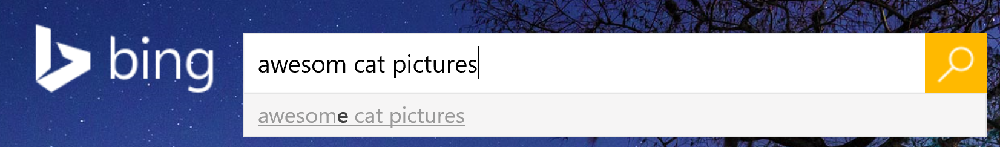 bing
awesom cat pictures
awesome cat pictures